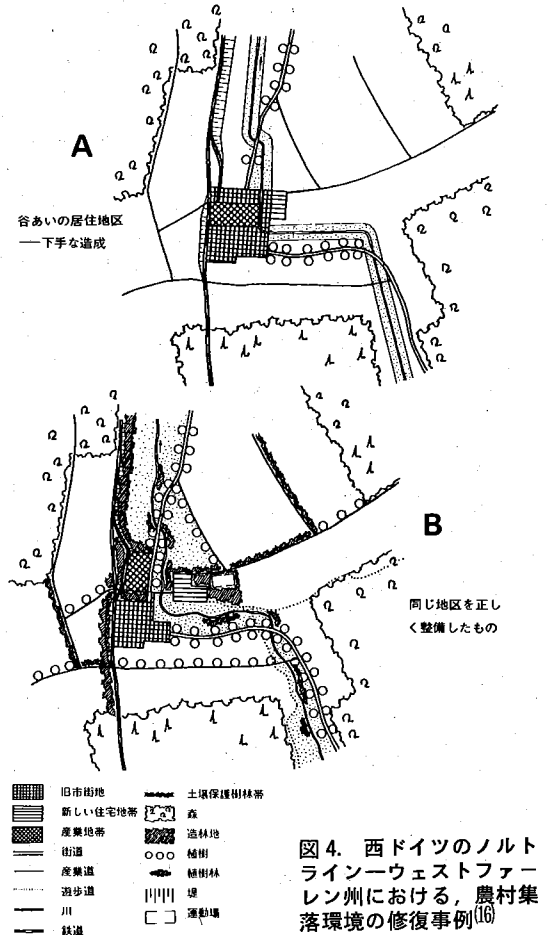 A
谷あいの居住地区
——下手な造成
B
同じ地区を正し
く整備したもの
旧市街地
新しい住宅地帯
産業地帯
街道
産業道
遊歩道
川
鉄道
土壌保護樹林帯
森
造林地
植樹
植樹林
堤
運動場
図4. 西ドイツのノルト
ラインーウェストファー
レン州における,農村集
落環境の修復事例(16)